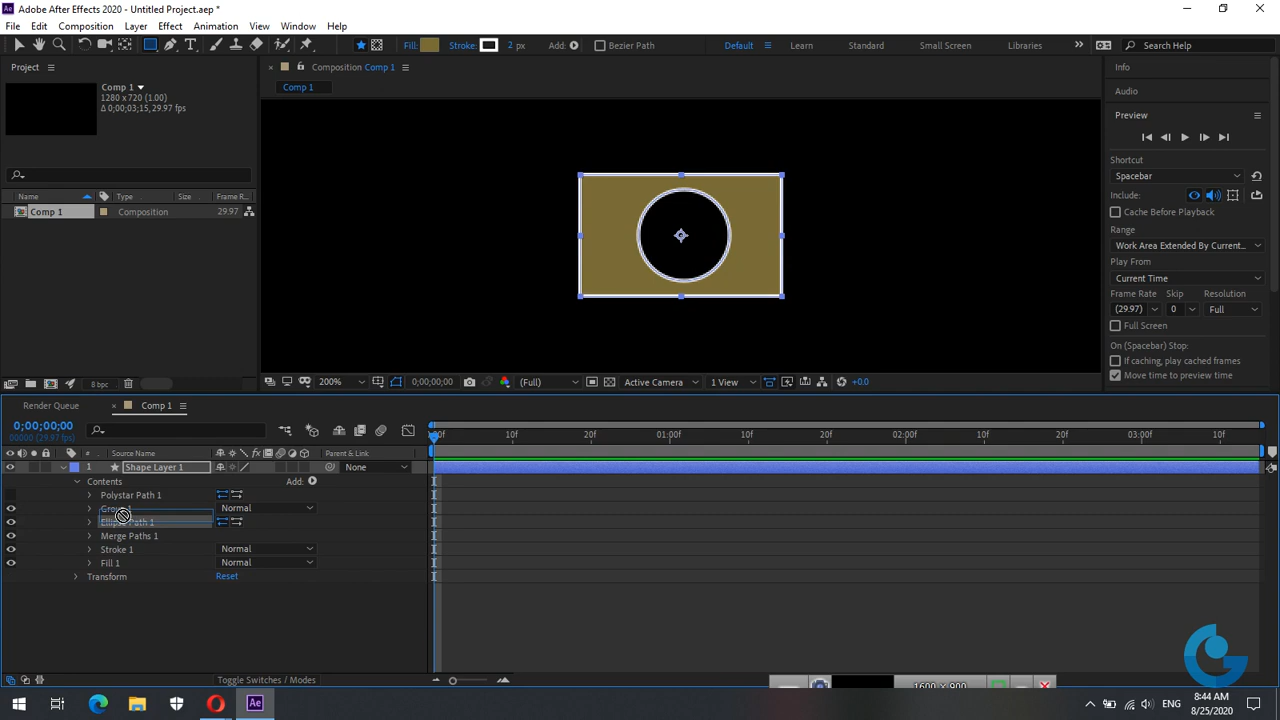 Adobe After Effects 2020 - Untitled Project.aep *
File Edit Composition Layer Effect Animation View Window Help
Fill: Stroke: 2 px Add: Bezier Path Default Learn Standard Small Screen Libraries Search Help
Project
Comp 1
1280 x 720 (1.00)
Δ 0;00;03;15, 29.97 fps
Name Type Size Frame R...
Comp 1 Composition 29.97
8 bpc
Composition Comp 1
Comp 1
200% 0;00;00;00 (Full) Active Camera 1 View +0.0
Info
Audio
Preview
Shortcut
Spacebar
Include:
Cache Before Playback
Range
Work Area Extended By Current...
Play From
Current Time
Frame Rate Skip Resolution
(29.97) 0 Full
Full Screen
On (Spacebar) Stop:
If caching, play cached frames
Move time to preview time
Render Queue Comp 1
0;00;00;00
00000 (29.97 fps)
# Source Name Parent & Link
:00f 10f 20f 01:00f 10f 20f 02:00f 10f 20f 03:00f 10f
1 Shape Layer 1 None
Contents Add:
Polystar Path 1
Normal
Ellipse Path 1
Merge Paths 1
Stroke 1 Normal
Fill 1 Normal
Transform Reset
Toggle Switches / Modes
1600 x 900
Ae
ENG
8:44 AM
8/25/2020